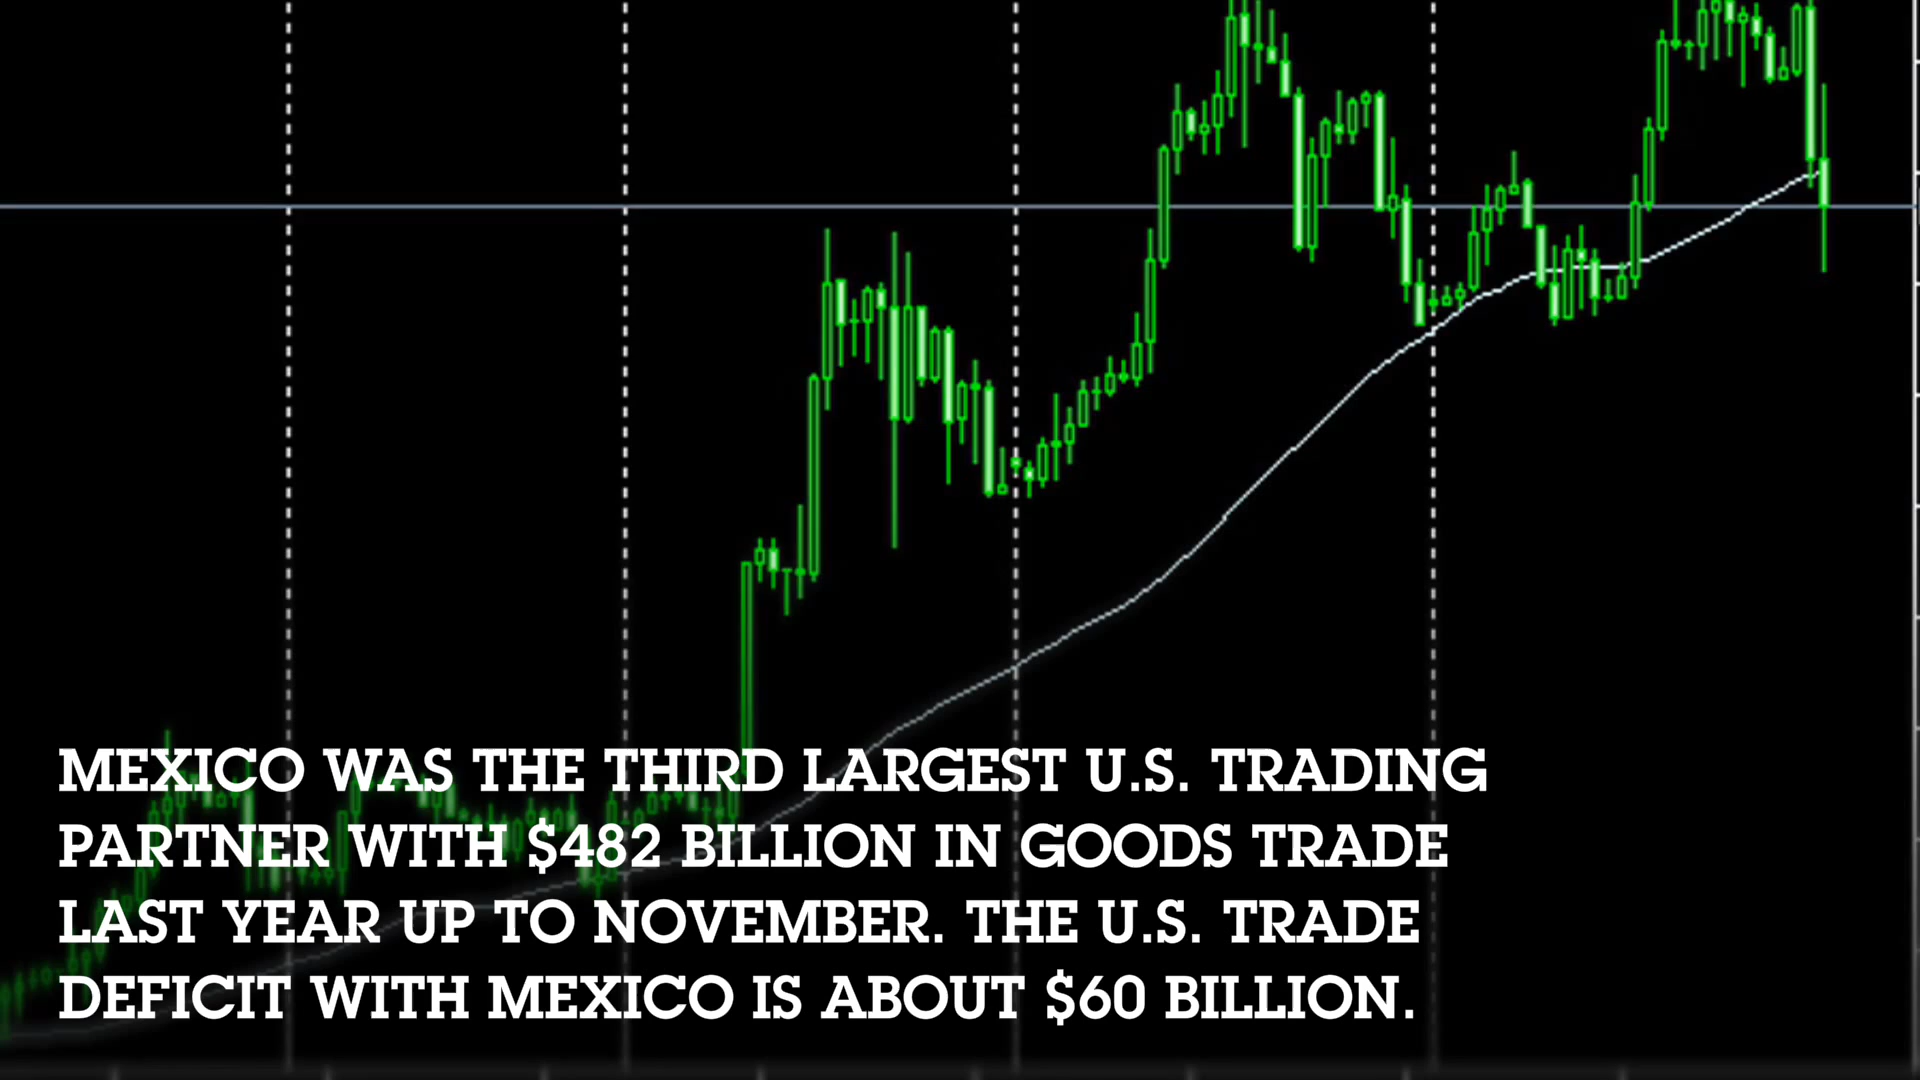 MEXICO WAS THE THIRD LARGEST U.S. TRADING
PARTNER WITH $482 BILLION IN GOODS TRADE
LAST YEAR UP TO NOVEMBER. THE U.S. TRADE
DEFICIT WITH MEXICO IS ABOUT $60 BILLION.